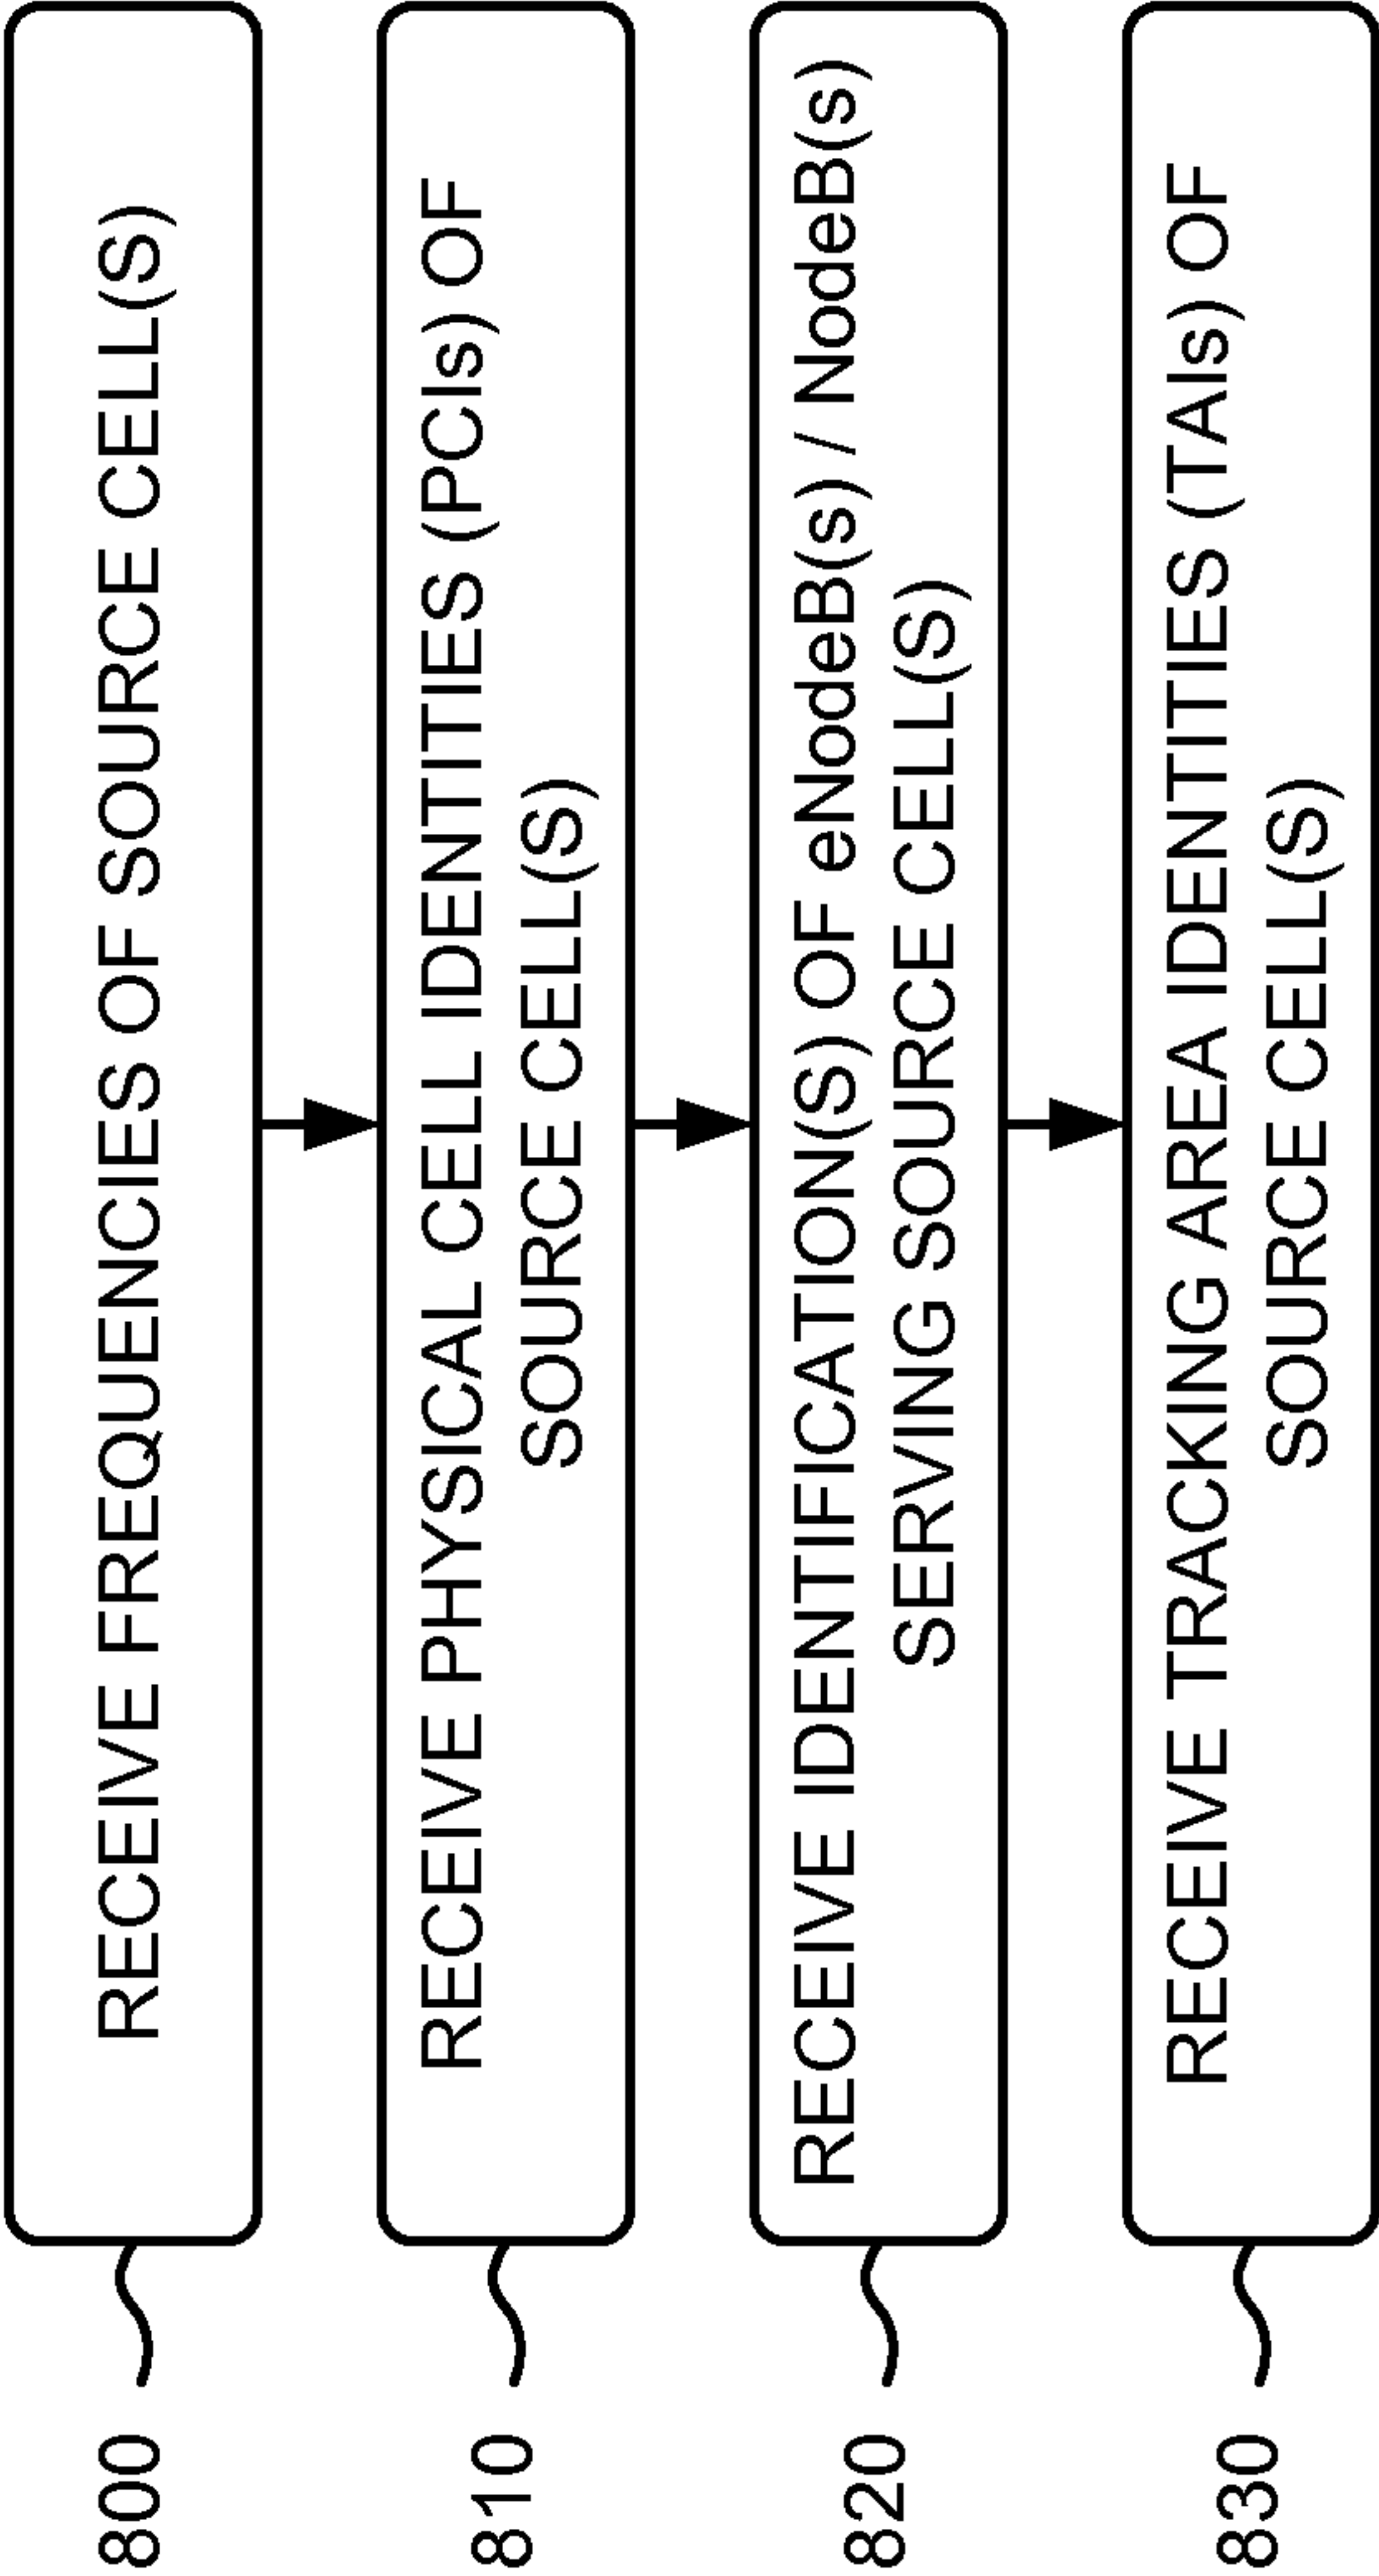 800
RECEIVE FREQUENCIES OF SOURCE CELL(S)
810
RECEIVE PHYSICAL CELL IDENTITIES (PCIs) OF
SOURCE CELL(S)
820
RECEIVE IDENTIFICATION(S) OF eNodeB(s) / NodeB(s)
SERVING SOURCE CELL(S)
830
RECEIVE TRACKING AREA IDENTITIES (TAIs) OF
SOURCE CELL(S)